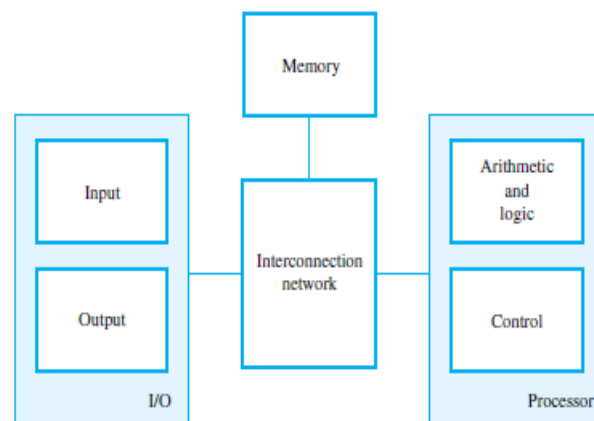 Memory
Input
Output
I/O
Interconnection
network
Arithmetic
and
logic
Control
Processor